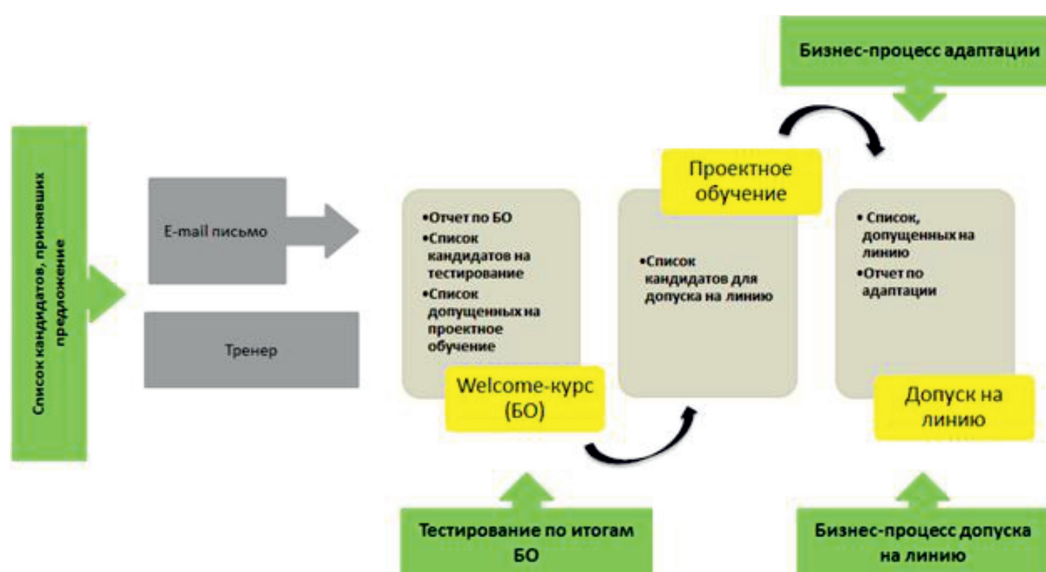 Бизнес-процесс адаптации
Список кандидатов, принявших
предложение
E-mail письмо
Тренер
•Отчет по БО
•Список
кандидатов на
тестирование
•Список
допущенных на
проектное
обучение
Welcome-курс
(БО)
Проектное
обучение
•Список
кандидатов для
допуска на линию
• Список,
допущенных на
линию
• Отчет по
адаптации
Допуск на
линию
Тестирование по итогам
БО
Бизнес-процесс допуска
на линию